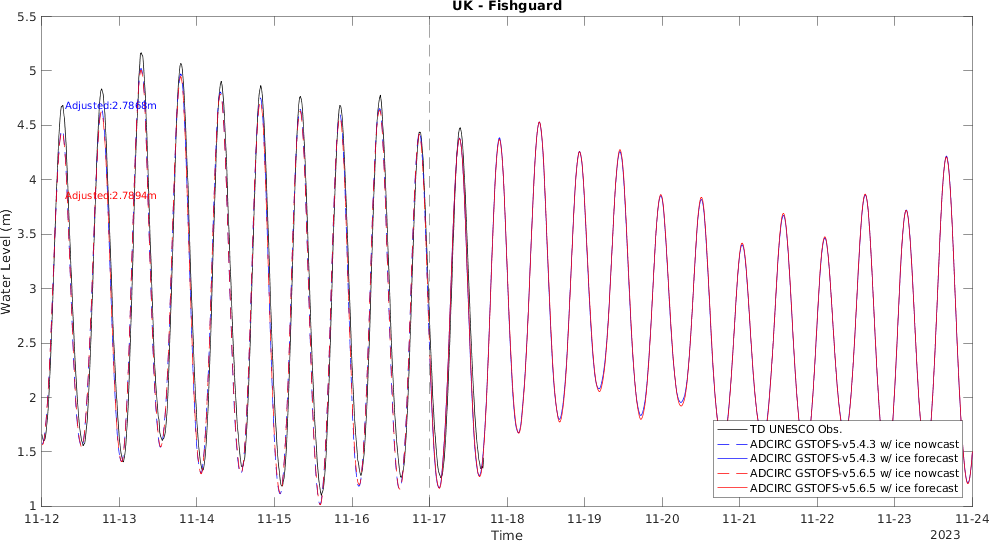 UK - Fishguard
5.5
5
4.5
4
3.5
3
2.5
2
1.5
1
Water Level (m)
Adjusted:2.7868m
Adjusted:2.7894m
TD UNESCO Obs.
ADCIRC GSTOFS-v5.4.3 w/ ice nowcast
ADCIRC GSTOFS-v5.4.3 w/ ice forecast
ADCIRC GSTOFS-v5.6.5 w/ ice nowcast
ADCIRC GSTOFS-v5.6.5 w/ ice forecast
11-12 11-13 11-14 11-15 11-16 11-17 11-18 11-19 11-20 11-21 11-22 11-23 11-24
Time
2023